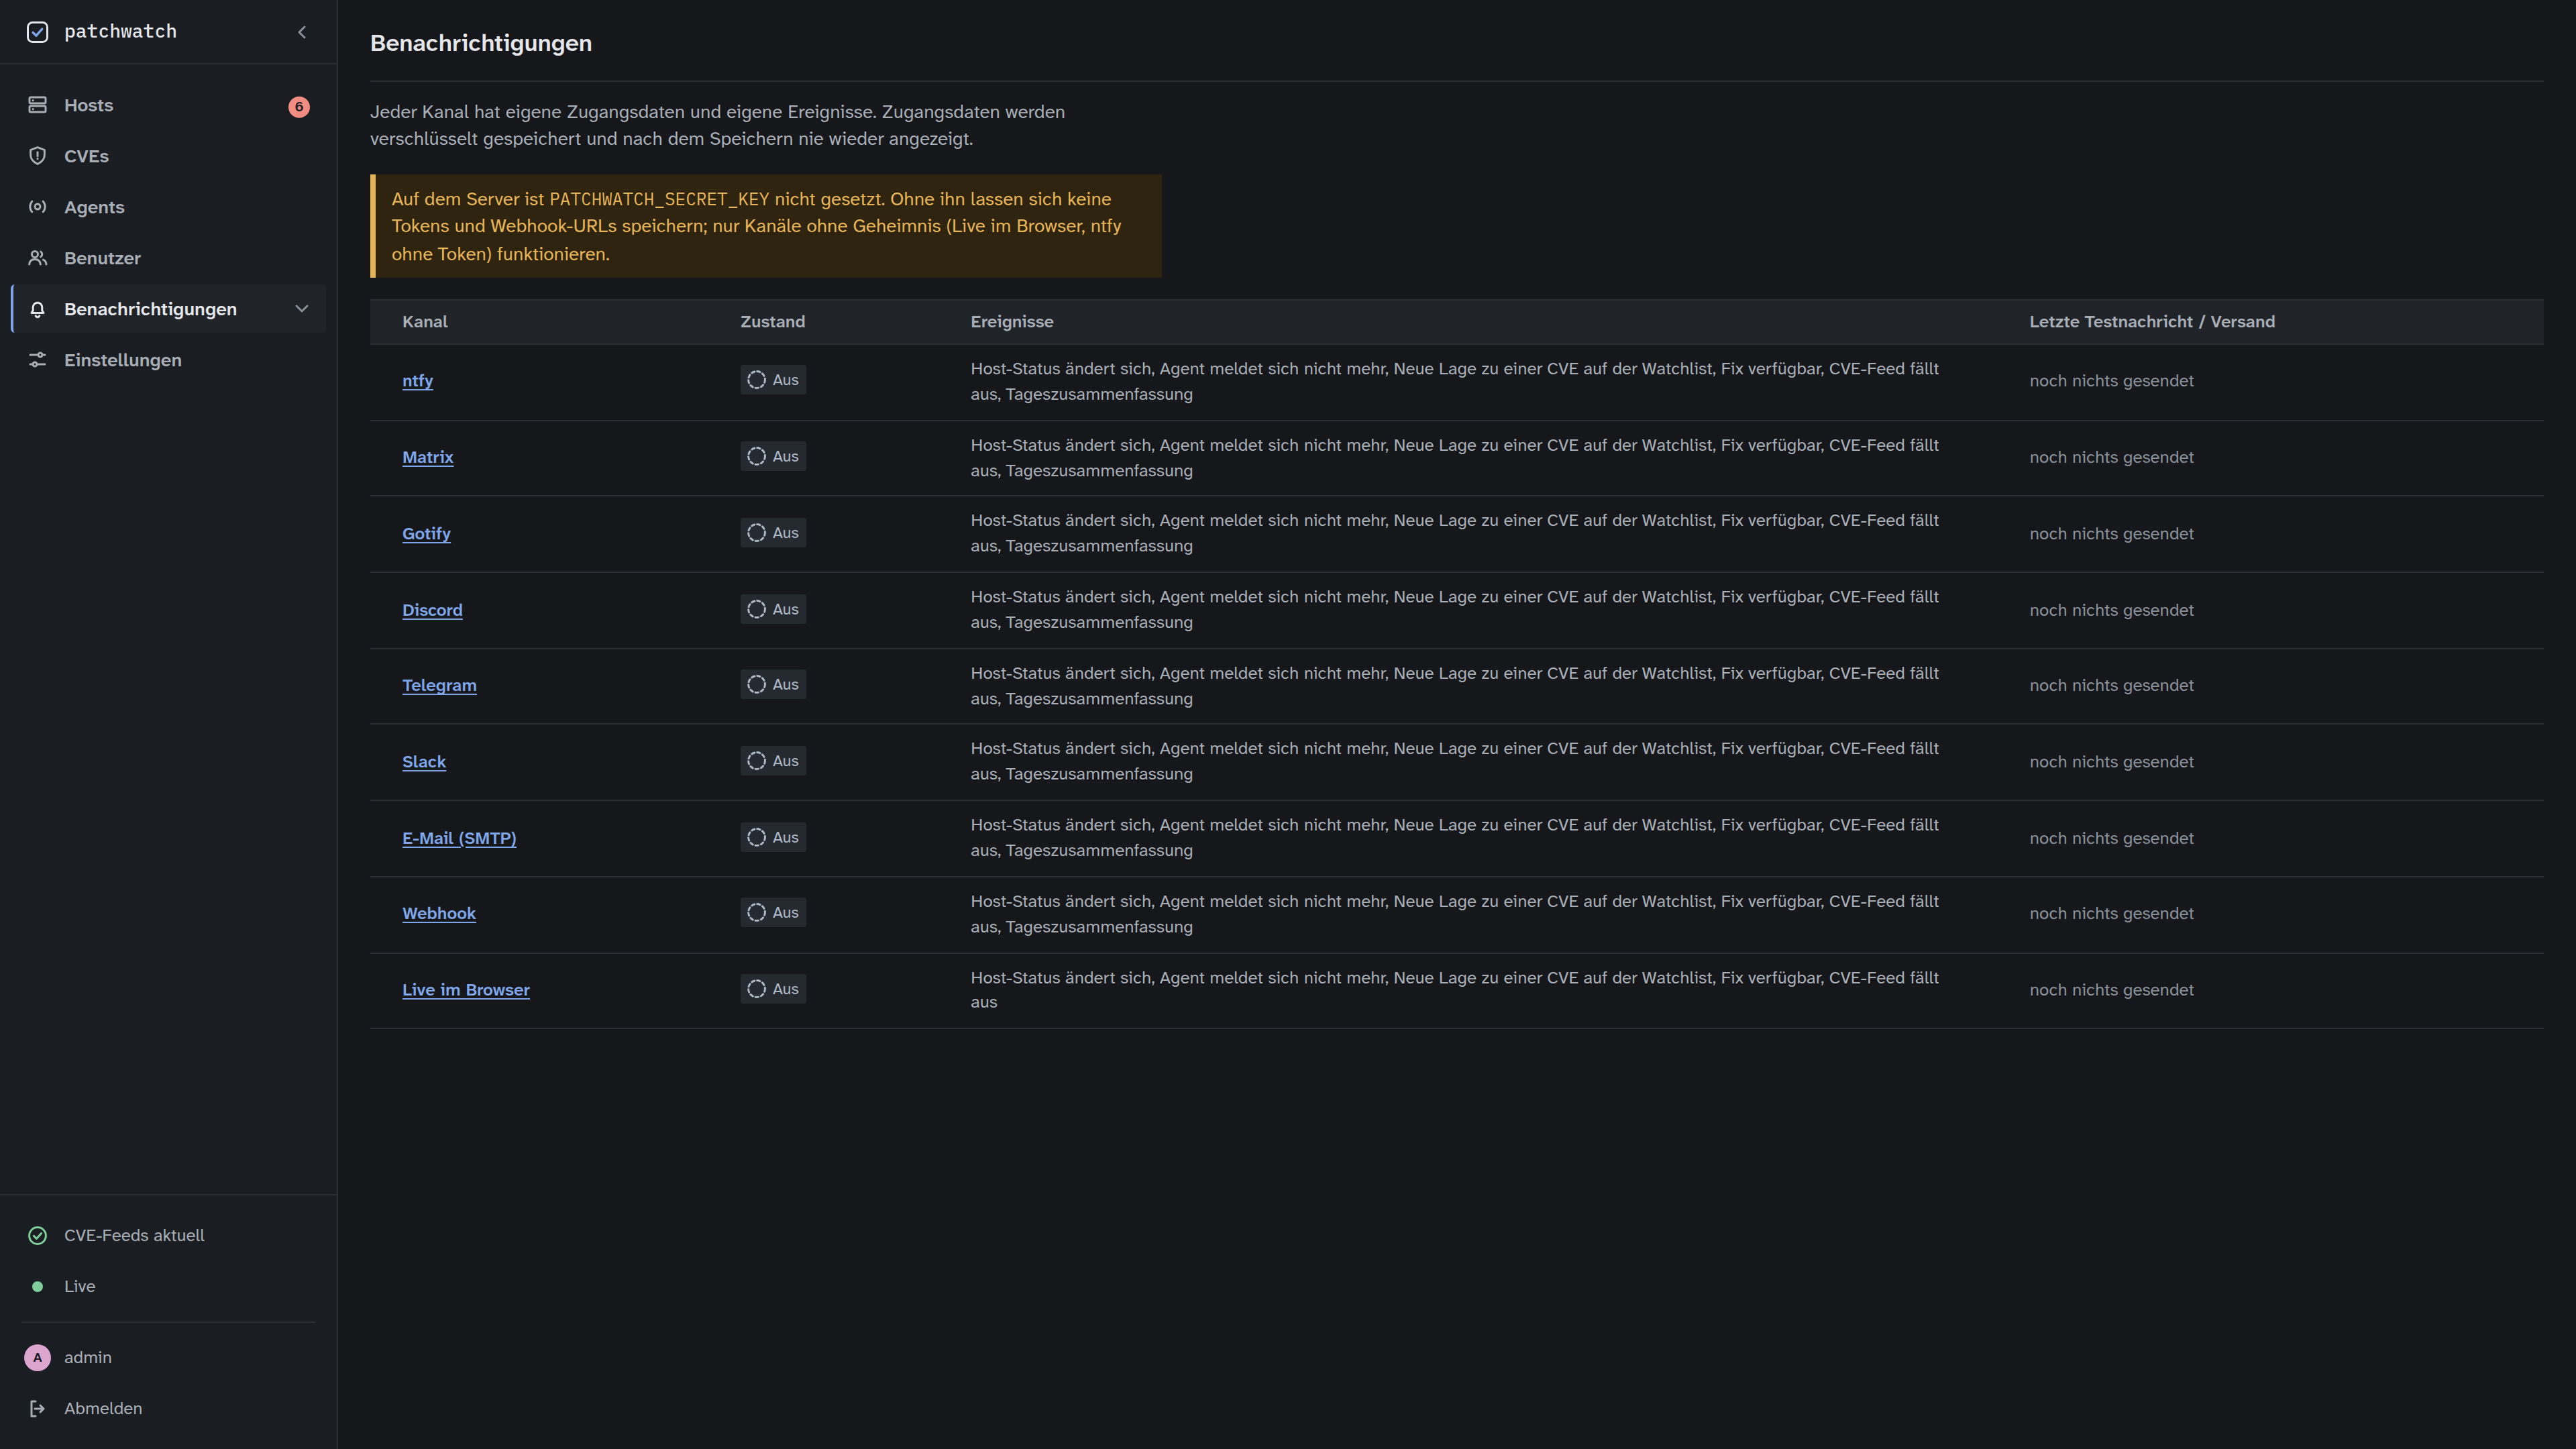 patchwatch
Hosts 6
CVEs
Agents
Benutzer
Benachrichtigungen
Einstellungen
CVE-Feeds aktuell
Live
A admin
Abmelden
Benachrichtigungen
Jeder Kanal hat eigene Zugangsdaten und eigene Ereignisse. Zugangsdaten werden
verschlüsselt gespeichert und nach dem Speichern nie wieder angezeigt.
Auf dem Server ist PATCHWATCH_SECRET_KEY nicht gesetzt. Ohne ihn lassen sich keine
Tokens und Webhook-URLs speichern; nur Kanäle ohne Geheimnis (Live im Browser, ntfy
ohne Token) funktionieren.
Kanal Zustand Ereignisse Letzte Testnachricht / Versand
ntfy Aus Host-Status ändert sich, Agent meldet sich nicht mehr, Neue Lage zu einer CVE auf der Watchlist, Fix verfügbar, CVE-Feed fällt
aus, Tageszusammenfassung noch nichts gesendet
Matrix Aus Host-Status ändert sich, Agent meldet sich nicht mehr, Neue Lage zu einer CVE auf der Watchlist, Fix verfügbar, CVE-Feed fällt
aus, Tageszusammenfassung noch nichts gesendet
Gotify Aus Host-Status ändert sich, Agent meldet sich nicht mehr, Neue Lage zu einer CVE auf der Watchlist, Fix verfügbar, CVE-Feed fällt
aus, Tageszusammenfassung noch nichts gesendet
Discord Aus Host-Status ändert sich, Agent meldet sich nicht mehr, Neue Lage zu einer CVE auf der Watchlist, Fix verfügbar, CVE-Feed fällt
aus, Tageszusammenfassung noch nichts gesendet
Telegram Aus Host-Status ändert sich, Agent meldet sich nicht mehr, Neue Lage zu einer CVE auf der Watchlist, Fix verfügbar, CVE-Feed fällt
aus, Tageszusammenfassung noch nichts gesendet
Slack Aus Host-Status ändert sich, Agent meldet sich nicht mehr, Neue Lage zu einer CVE auf der Watchlist, Fix verfügbar, CVE-Feed fällt
aus, Tageszusammenfassung noch nichts gesendet
E-Mail (SMTP) Aus Host-Status ändert sich, Agent meldet sich nicht mehr, Neue Lage zu einer CVE auf der Watchlist, Fix verfügbar, CVE-Feed fällt
aus, Tageszusammenfassung noch nichts gesendet
Webhook Aus Host-Status ändert sich, Agent meldet sich nicht mehr, Neue Lage zu einer CVE auf der Watchlist, Fix verfügbar, CVE-Feed fällt
aus, Tageszusammenfassung noch nichts gesendet
Live im Browser Aus Host-Status ändert sich, Agent meldet sich nicht mehr, Neue Lage zu einer CVE auf der Watchlist, Fix verfügbar, CVE-Feed fällt
aus noch nichts gesendet